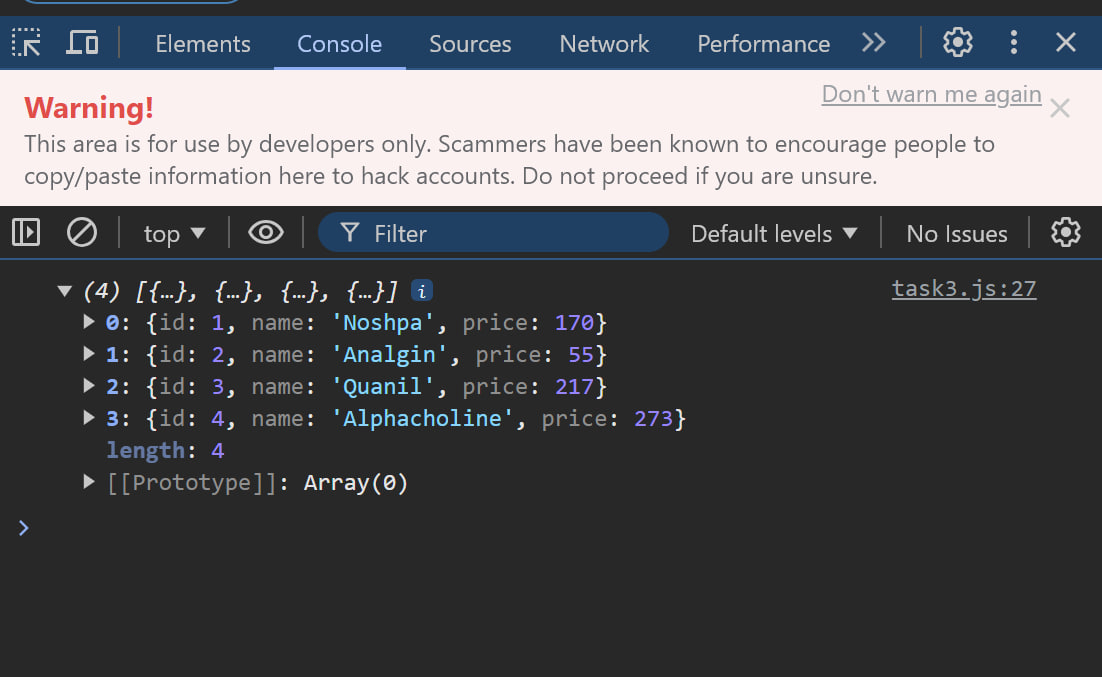 Elements Console Sources Network Performance
Warning!
Don't warn me again
This area is for use by developers only. Scammers have been known to encourage people to
copy/paste information here to hack accounts. Do not proceed if you are unsure.
top Filter Default levels No Issues
(4) [{…}, {…}, {…}, {…}] i task3.js:27
0: {id: 1, name: 'Noshpa', price: 170}
1: {id: 2, name: 'Analgin', price: 55}
2: {id: 3, name: 'Quanil', price: 217}
3: {id: 4, name: 'Alphacholine', price: 273}
length: 4
[[Prototype]]: Array(0)